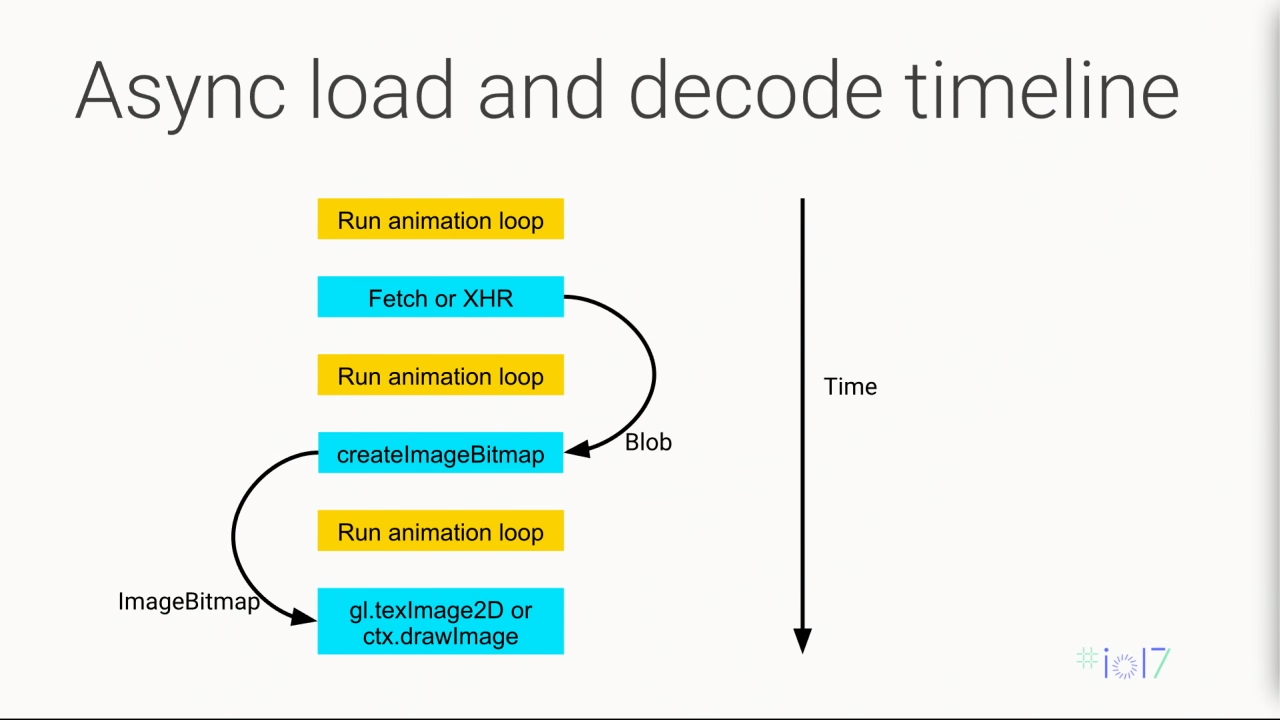 Async load and decode timeline
Run animation loop
Fetch or XHR
Run animation loop
Time
createImageBitmap
Blob
Run animation loop
ImageBitmap
gl.texImage2D or
ctx.drawImage
#io17